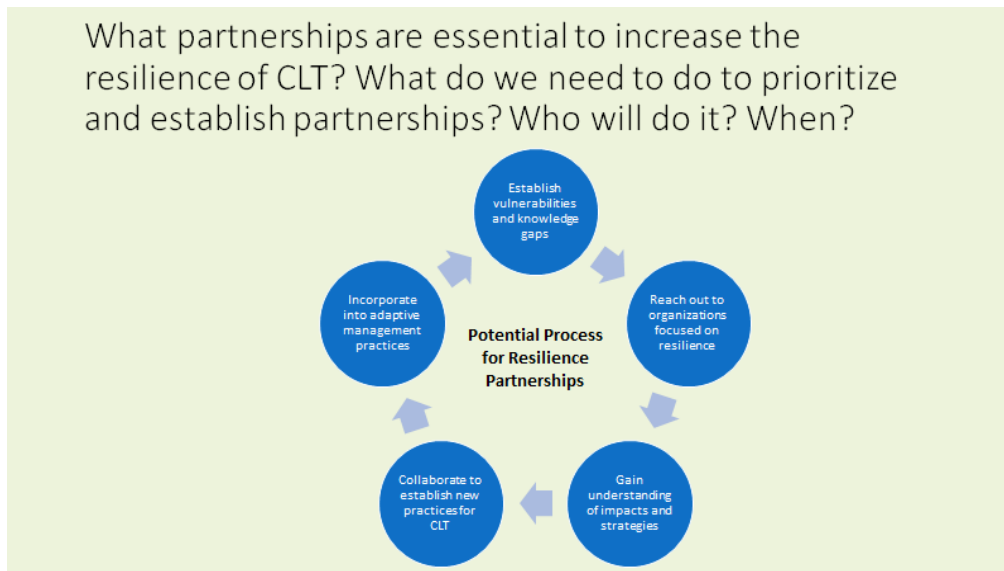 What partnerships are essential to increase the
resilience of CLT? What do we need to do to prioritize
and establish partnerships? Who will do it? When?
Establish
vulnerabilities
and knowledge
gaps
Reach out to
organizations
focused on
resilience
Gain
understanding
of impacts and
strategies
Collaborate to
establish new
practices for
CLT
Incorporate
into adaptive
management
practices
Potential Process
for Resilience
Partnerships